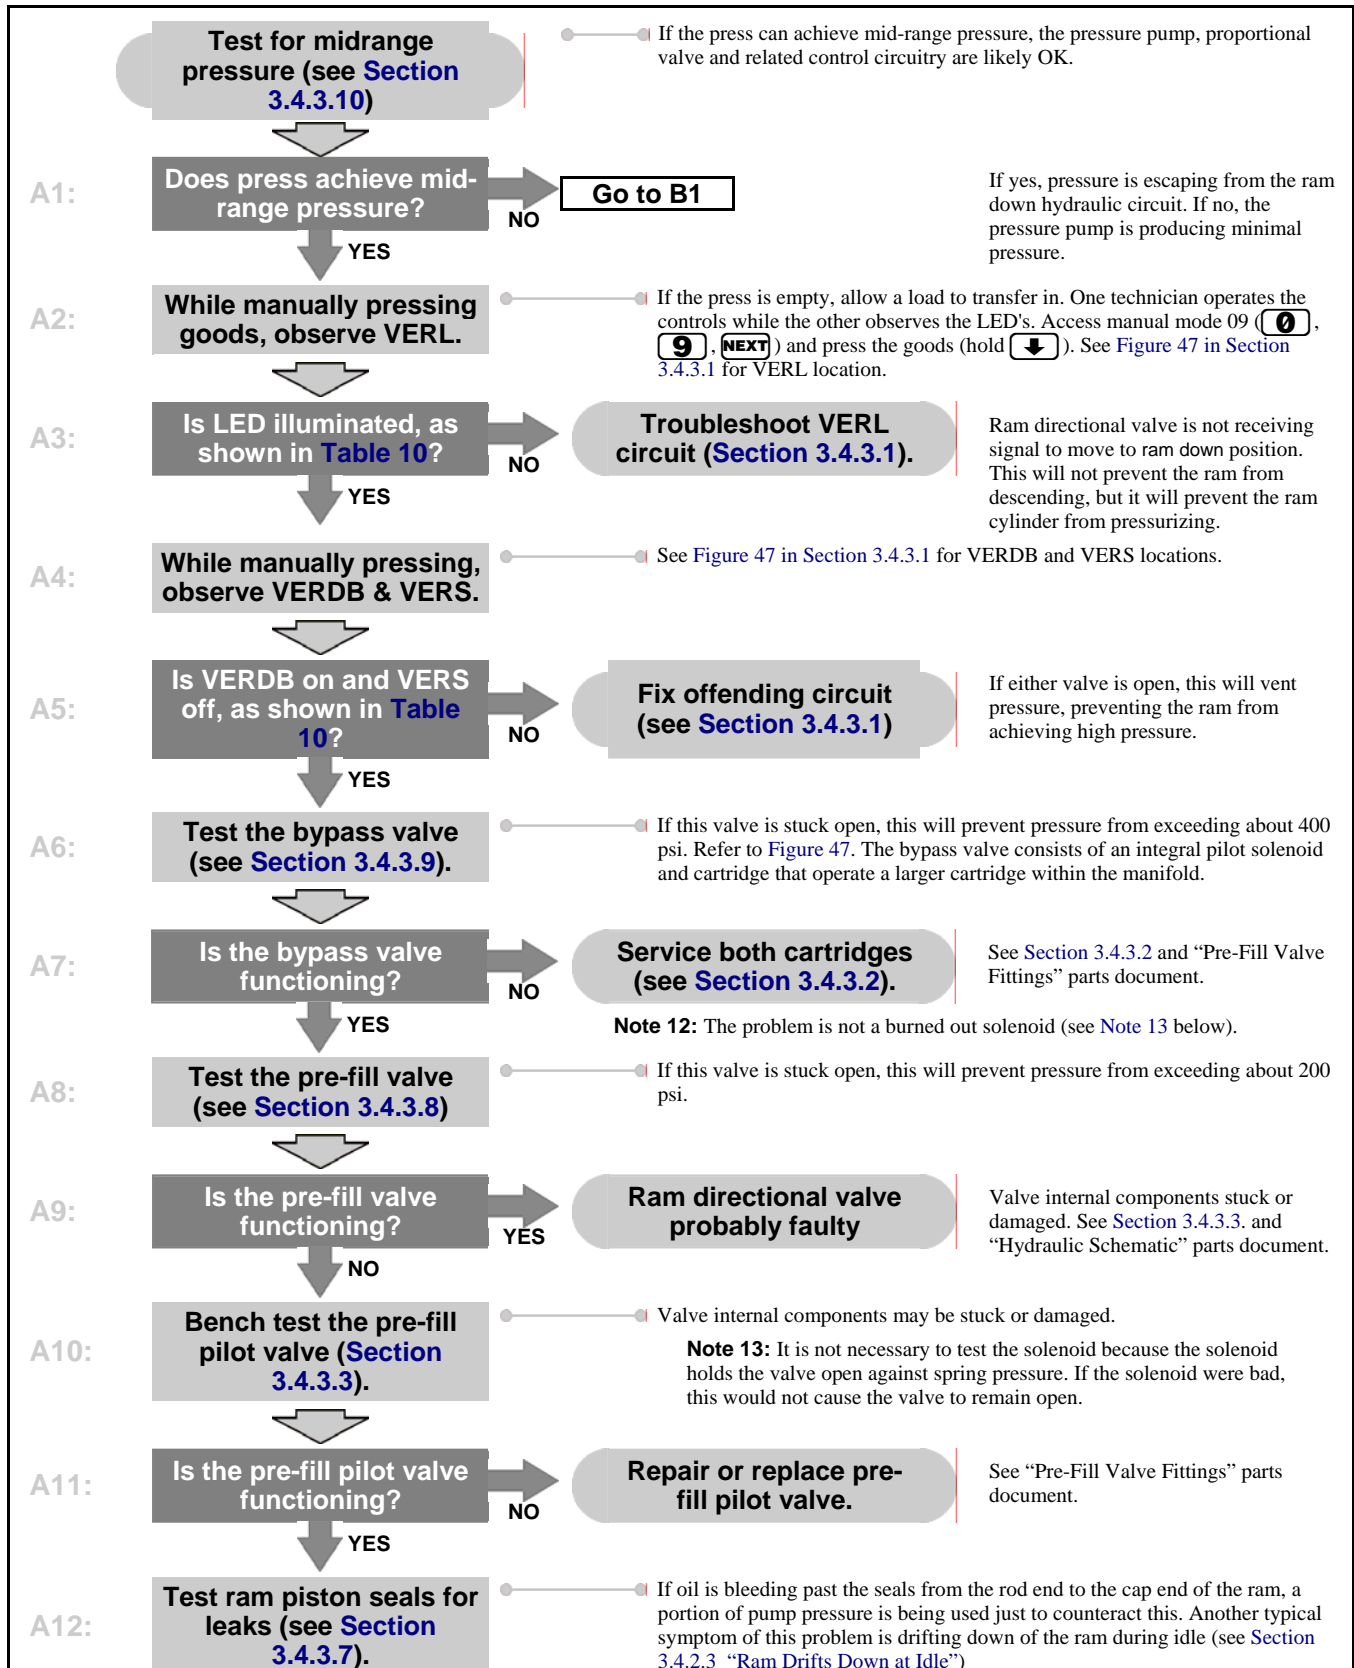 Test for midrange
pressure (see Section
3.4.3.10)
If the press can achieve mid-range pressure, the pressure pump, proportional
valve and related control circuitry are likely OK.
A1:
Does press achieve mid-
range pressure?
NO
Go to B1
If yes, pressure is escaping from the ram
down hydraulic circuit. If no, the
pressure pump is producing minimal
pressure.
YES
A2:
While manually pressing
goods, observe VERL.
If the press is empty, allow a load to transfer in. One technician operates the
controls while the other observes the LED's. Access manual mode 09 ( 0 ,
9 , NEXT ) and press the goods (hold ⬇ ). See Figure 47 in Section
3.4.3.1 for VERL location.
A3:
Is LED illuminated, as
shown in Table 10?
NO
Troubleshoot VERL
circuit (Section 3.4.3.1).
Ram directional valve is not receiving
signal to move to ram down position.
This will not prevent the ram from
descending, but it will prevent the ram
cylinder from pressurizing.
YES
A4:
While manually pressing,
observe VERDB & VERS.
See Figure 47 in Section 3.4.3.1 for VERDB and VERS locations.
A5:
Is VERDB on and VERS
off, as shown in Table
10?
NO
Fix offending circuit
(see Section 3.4.3.1)
If either valve is open, this will vent
pressure, preventing the ram from
achieving high pressure.
YES
A6:
Test the bypass valve
(see Section 3.4.3.9).
If this valve is stuck open, this will prevent pressure from exceeding about 400
psi. Refer to Figure 47. The bypass valve consists of an integral pilot solenoid
and cartridge that operate a larger cartridge within the manifold.
A7:
Is the bypass valve
functioning?
NO
Service both cartridges
(see Section 3.4.3.2).
See Section 3.4.3.2 and “Pre-Fill Valve
Fittings” parts document.
YES
Note 12: The problem is not a burned out solenoid (see Note 13 below).
A8:
Test the pre-fill valve
(see Section 3.4.3.8)
If this valve is stuck open, this will prevent pressure from exceeding about 200
psi.
A9:
Is the pre-fill valve
functioning?
YES
Ram directional valve
probably faulty
Valve internal components stuck or
damaged. See Section 3.4.3.3. and
“Hydraulic Schematic” parts document.
NO
A10:
Bench test the pre-fill
pilot valve (Section
3.4.3.3).
Valve internal components may be stuck or damaged.
Note 13: It is not necessary to test the solenoid because the solenoid
holds the valve open against spring pressure. If the solenoid were bad,
this would not cause the valve to remain open.
A11:
Is the pre-fill pilot valve
functioning?
NO
Repair or replace pre-
fill pilot valve.
See “Pre-Fill Valve Fittings” parts
document.
YES
A12:
Test ram piston seals for
leaks (see Section
3.4.3.7).
If oil is bleeding past the seals from the rod end to the cap end of the ram, a
portion of pump pressure is being used just to counteract this. Another typical
symptom of this problem is drifting down of the ram during idle (see Section
3.4.2.3 “Ram Drifts Down at Idle”)